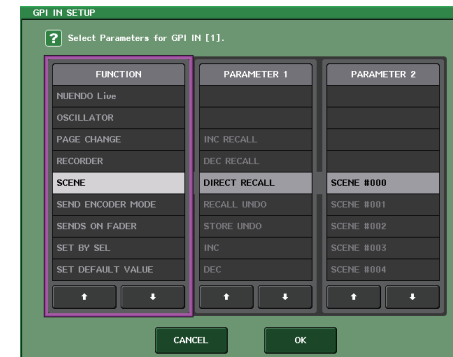 GPI IN SETUP
? Select Parameters for GPI IN [1].
FUNCTION
NUENDO Live
OSCILLATOR
PAGE CHANGE
RECORDER
SCENE
SEND ENCODER MODE
SENDS ON FADER
SET BY SEL
SET DEFAULT VALUE
PARAMETER 1
INC RECALL
DEC RECALL
DIRECT RECALL
RECALL UNDO
STORE UNDO
INC
DEC
PARAMETER 2
SCENE #000
SCENE #001
SCENE #002
SCENE #003
SCENE #004
CANCEL
OK